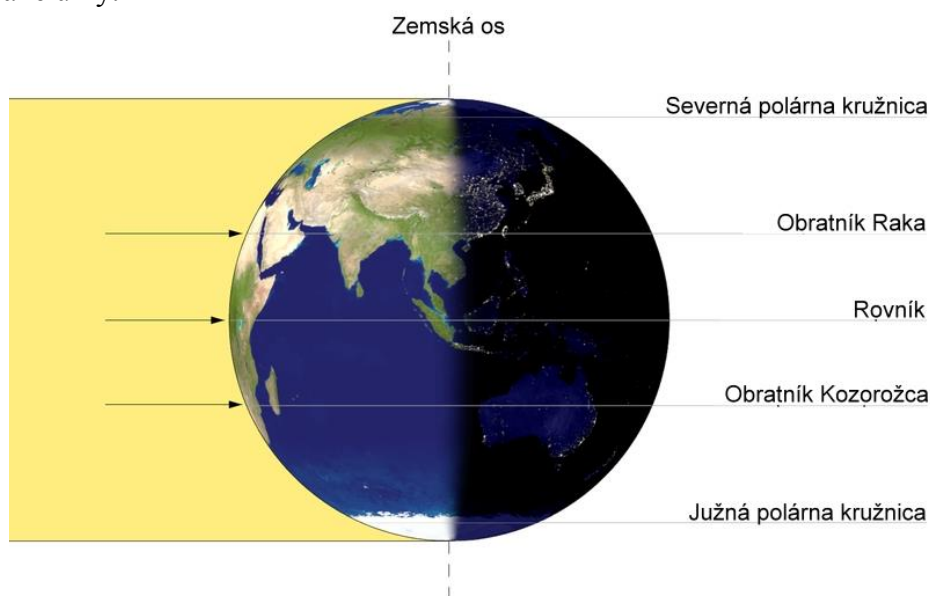 Zemská os
Severná polárna kružnica
Obratník Raka
Rovník
Obratník Kozorožca
Južná polárna kružnica